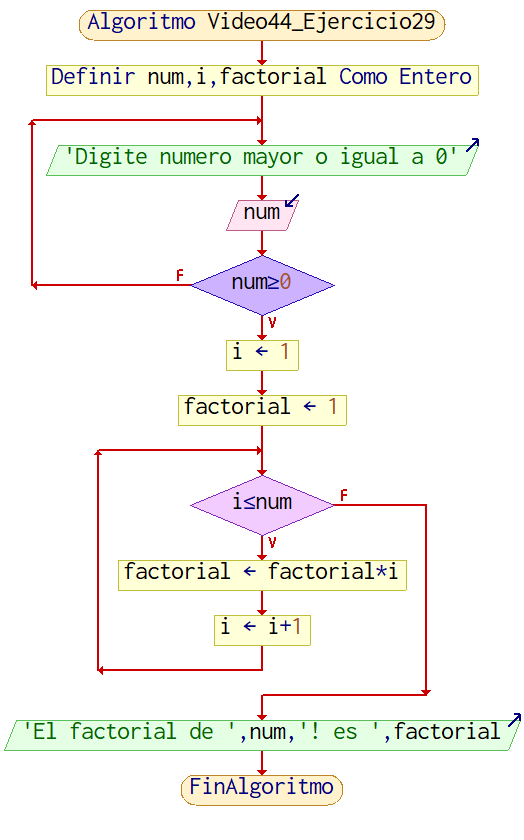 Algoritmo Video44_Ejercicio29
Definir num,i,factorial Como Entero
'Digite numero mayor o igual a 0'
num
num≥0
F
V
i ← 1
factorial ← 1
i≤num
F
V
factorial ← factorial*i
i ← i+1
'El factorial de ',num,'! es ',factorial
FinAlgoritmo